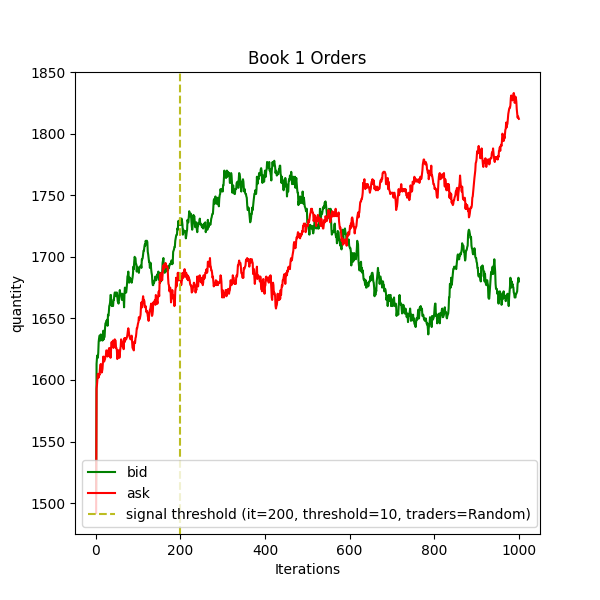 Book 1 Orders
1850
1800
1750
1700
1650
1600
1550
1500
quantity
bid
ask
signal threshold (it=200, threshold=10, traders=Random)
0 200 400 600 800 1000
Iterations